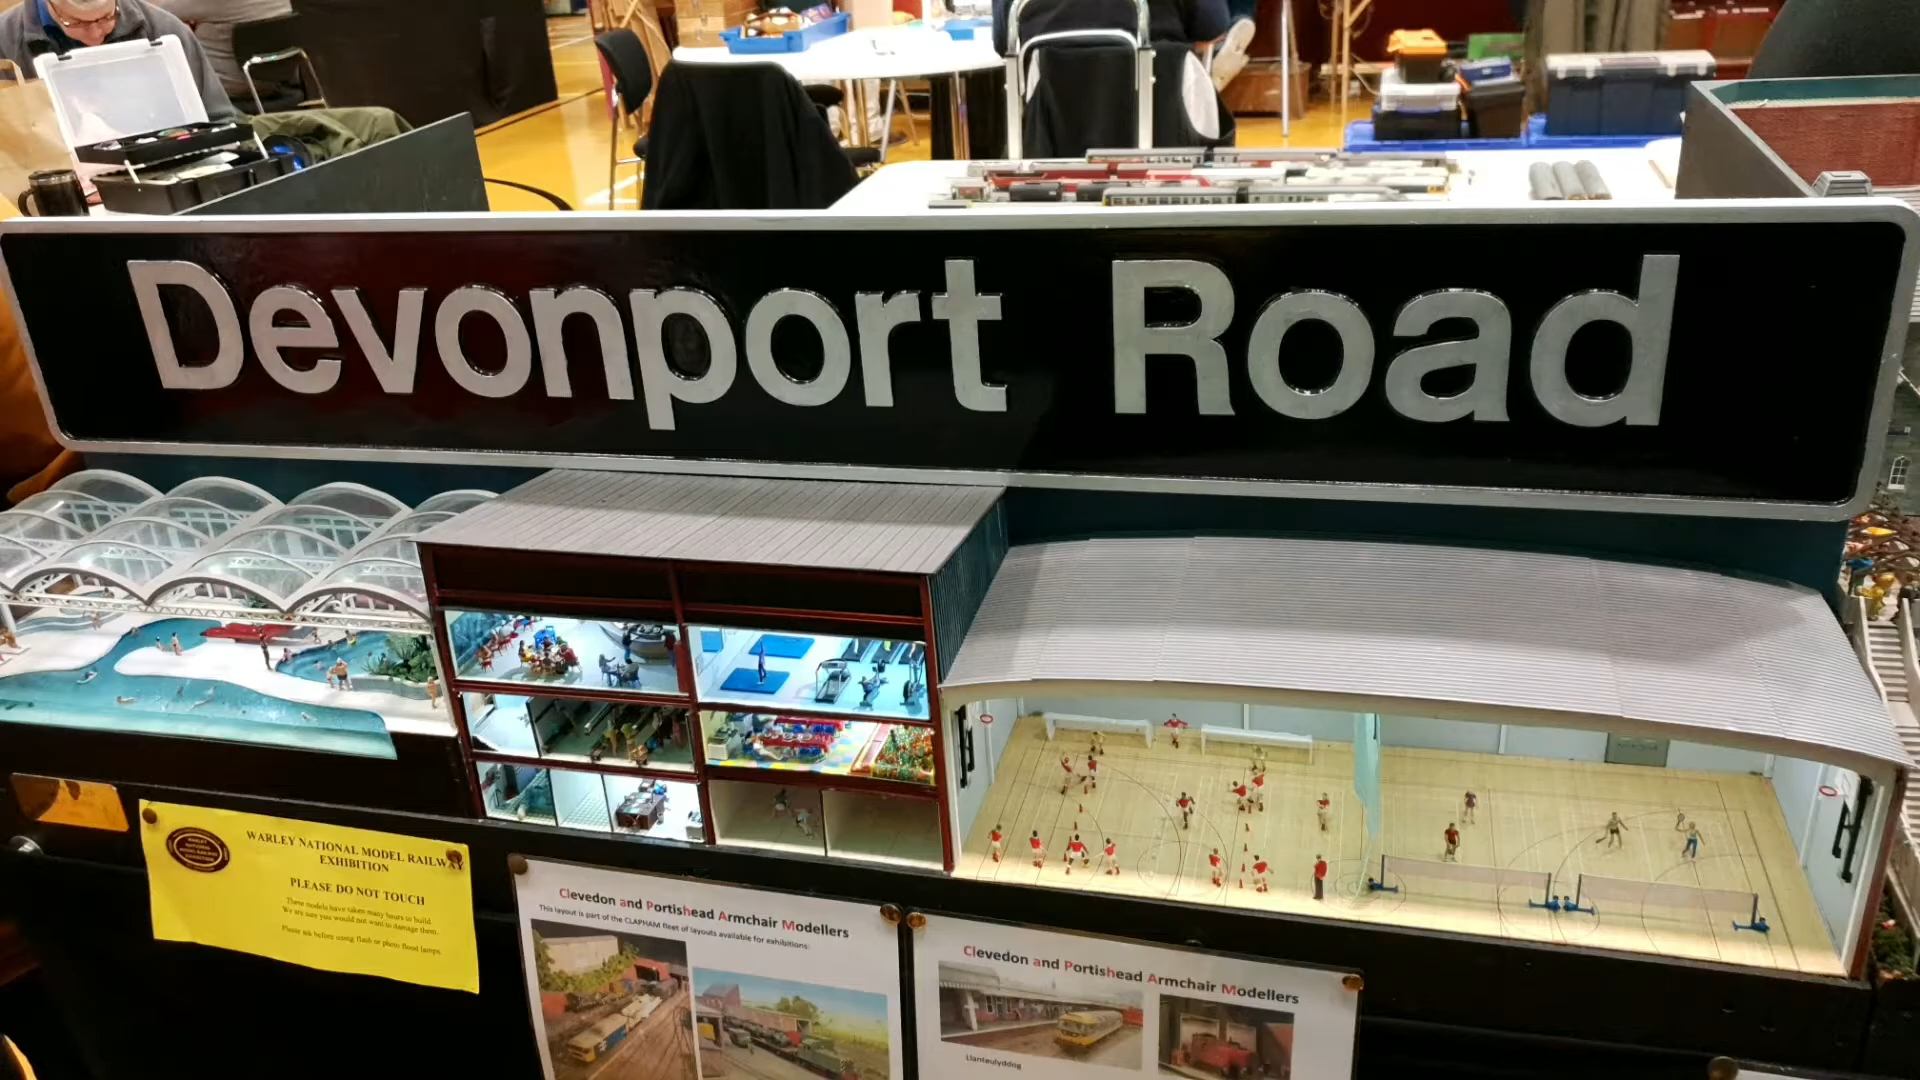 Devonport Road
WARLEY NATIONAL MODEL RAILWAY
EXHIBITION
PLEASE DO NOT TOUCH
These models have taken many hours to build.
We are sure you would not want to damage them.
Please ask before using flash or photo flood lamps.
Clevedon and Portishead Armchair Modellers
This layout is part of the CLAPHAM fleet of layouts available for exhibitions:
Clevedon and Portishead Armchair Modellers
Llanteulyddog